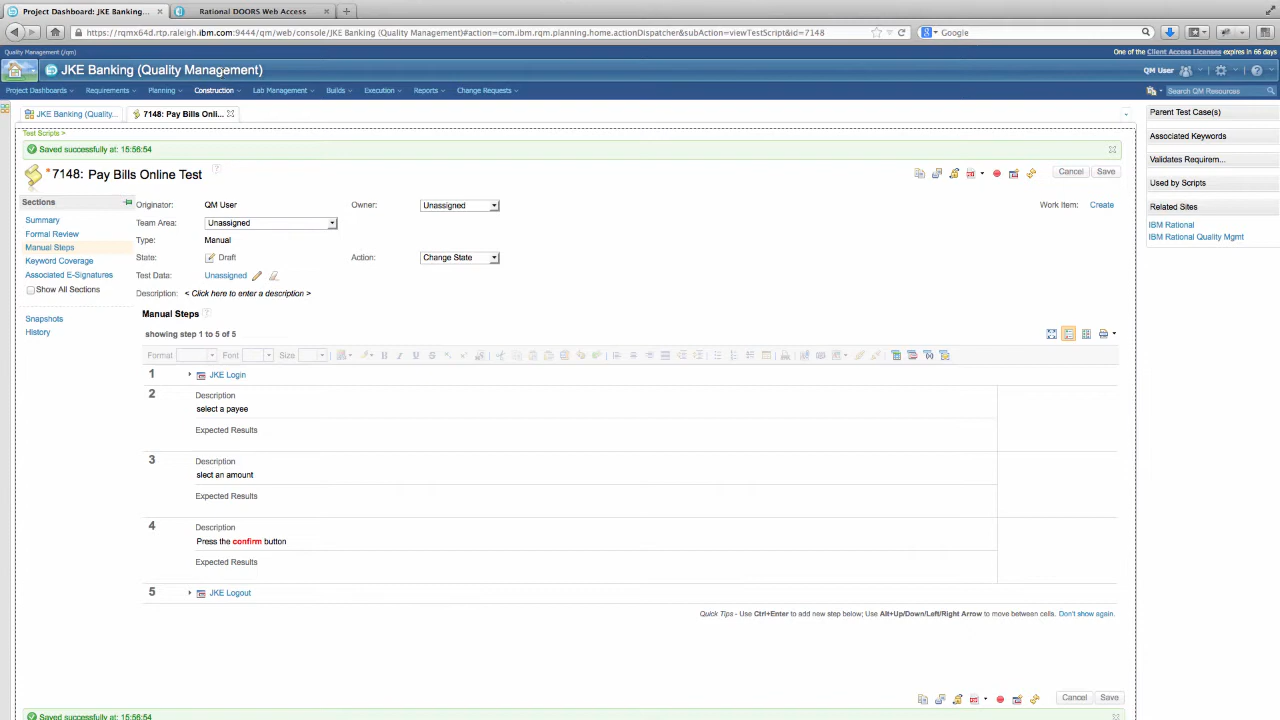 Project Dashboard: JKE Banking...
Rational DOORS Web Access
https://rqmx64d.rtp.raleigh.ibm.com:9444/qm/web/console/JKE Banking (Quality Management)#action=com.ibm.rqm.planning.home.actionDispatcher&subAction=viewTestScript&id=7148
Google
Quality Management (/qm)
One of the Client Access Licenses expires in 66 days
JKE Banking (Quality Management)
QM User
Project Dashboards Requirements Planning Construction Lab Management Builds Execution Reports Change Requests
Search QM Resources
JKE Banking (Quality...
7148: Pay Bills Onli...
Test Scripts >
Saved successfully at: 15:56:54
* 7148: Pay Bills Online Test
Cancel Save
Sections
Summary
Formal Review
Manual Steps
Keyword Coverage
Associated E-Signatures
Show All Sections
Snapshots
History
Originator: QM User Owner: Unassigned Work Item: Create
Team Area: Unassigned
Type: Manual
State: Draft Action: Change State
Test Data: Unassigned
Description: < Click here to enter a description >
Manual Steps
showing step 1 to 5 of 5
Format Font Size
1 JKE Login
2 Description
select a payee
Expected Results
3 Description
slect an amount
Expected Results
4 Description
Press the confirm button
Expected Results
5 JKE Logout
Quick Tips - Use Ctrl+Enter to add new step below; Use Alt+Up/Down/Left/Right Arrow to move between cells. Don't show again.
Cancel Save
Saved successfully at: 15:56:54
Parent Test Case(s)
Associated Keywords
Validates Requirem...
Used by Scripts
Related Sites
IBM Rational
IBM Rational Quality Mgmt